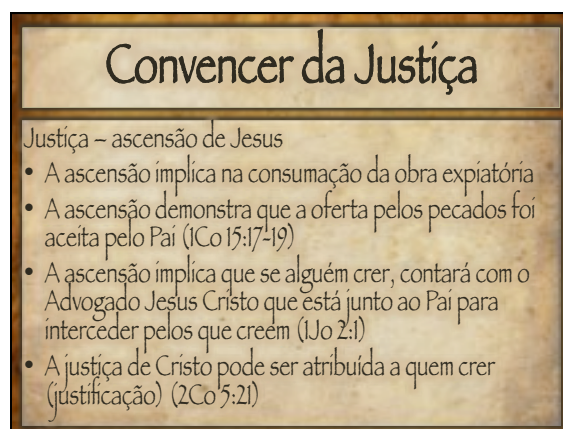 Convencer da Justiça
Justiça – ascensão de Jesus
• A ascensão implica na consumação da obra expiatória
• A ascensão demonstra que a oferta pelos pecados foi
aceita pelo Pai (1Co 15:17-19)
• A ascensão implica que se alguém crer, contará com o
Advogado Jesus Cristo que está junto ao Pai para
interceder pelos que creem (1Jo 2:1)
• A justiça de Cristo pode ser atribuída a quem crer
(justificação) (2Co 5:21)